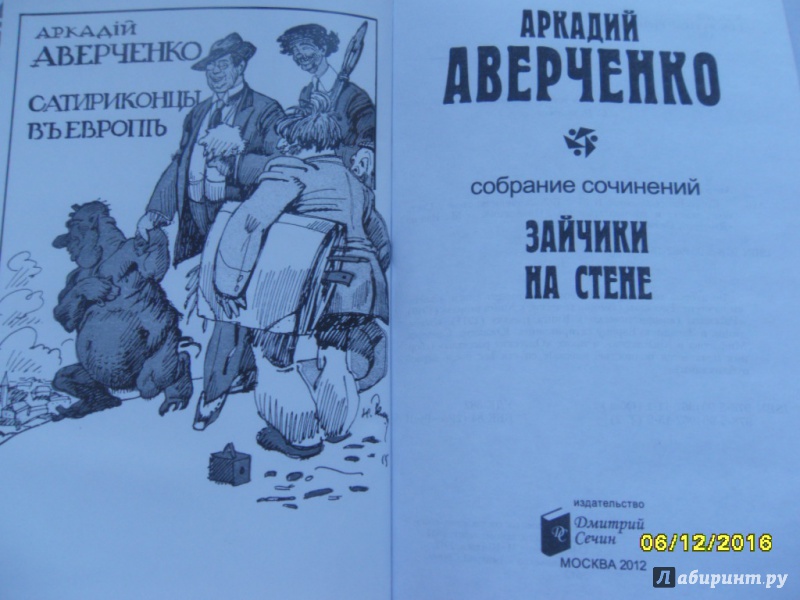 АРКАДІЙ
АВЕРЧЕНКО
САТИРИКОНЦЫ
ВЪ ЕВРОПѢ
АРКАДИЙ
АВЕРЧЕНКО
собрание сочинений
ЗАЙЧИКИ
НА СТЕНЕ
издательство
Дмитрий
Сечин
МОСКВА 2012
06/12/2016
Лабиринт.ру